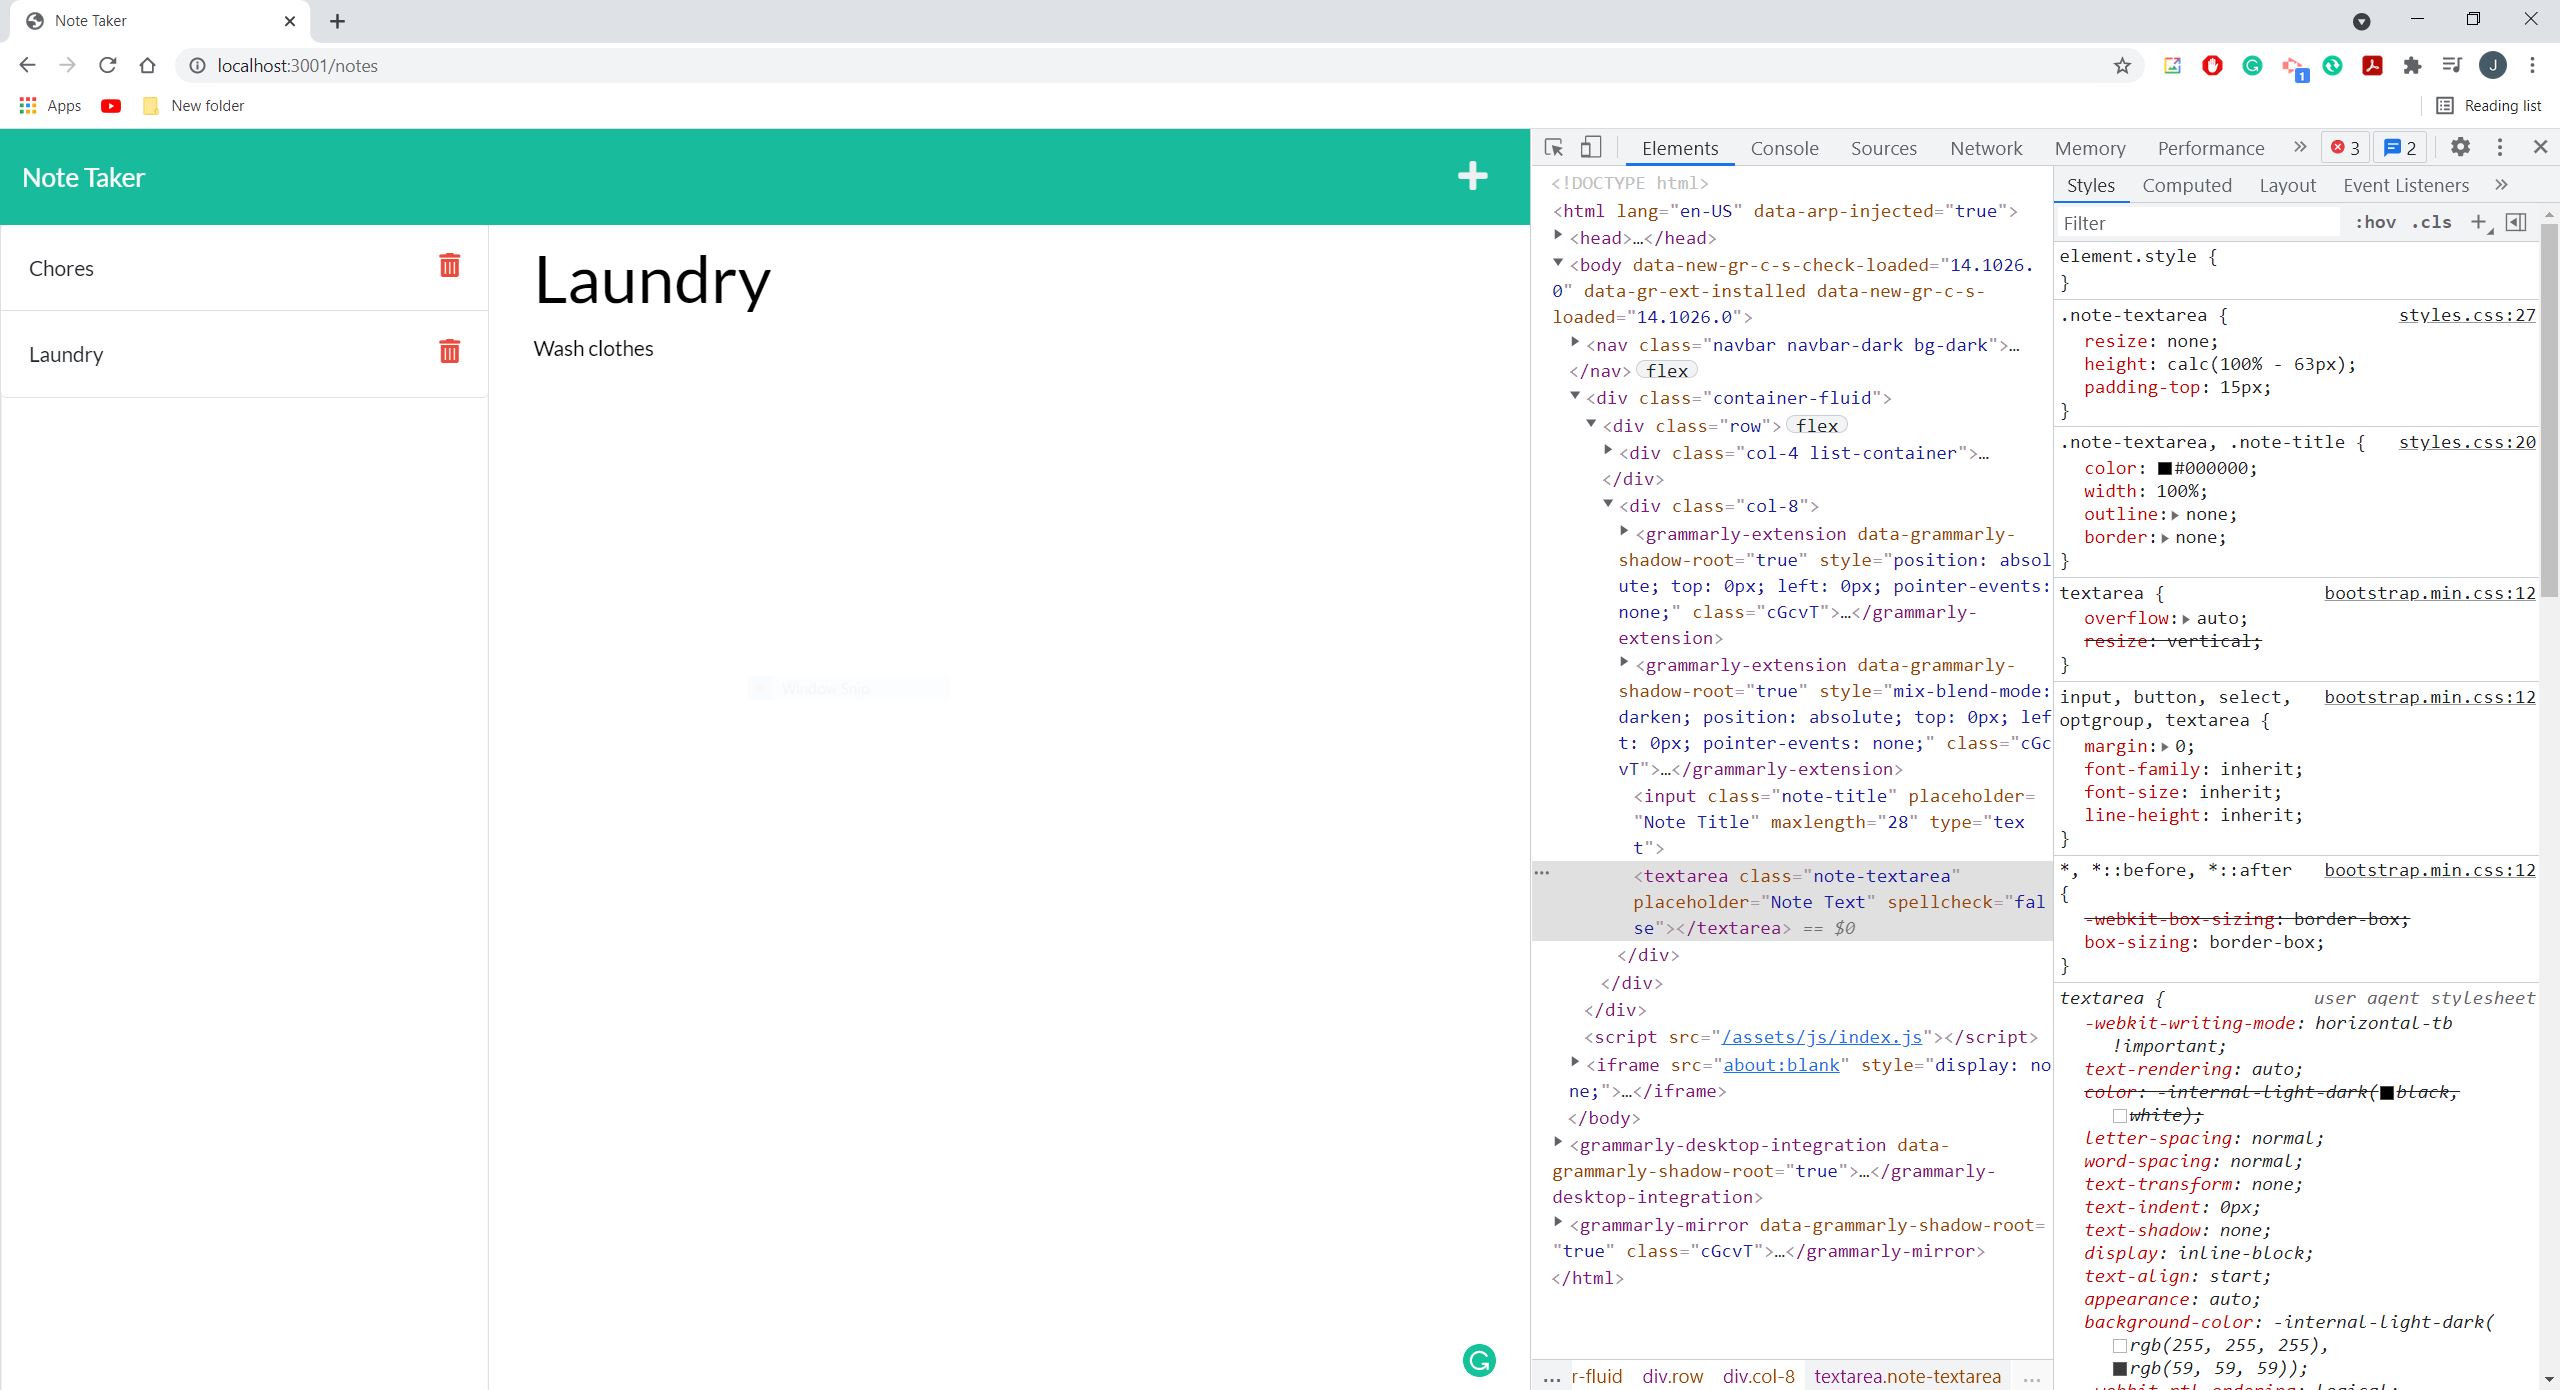 Note Taker
localhost:3001/notes
Apps
New folder
Reading list
Note Taker
Chores
Laundry
Laundry
Wash clothes
Window Snip
Elements Console Sources Network Memory Performance » 3 2
<!DOCTYPE html>
<html lang="en-US" data-arp-injected="true">
<head>…</head>
<body data-new-gr-c-s-check-loaded="14.1026.
0" data-gr-ext-installed data-new-gr-c-s-
loaded="14.1026.0">
<nav class="navbar navbar-dark bg-dark">…
</nav> flex
<div class="container-fluid">
<div class="row"> flex
<div class="col-4 list-container">…
</div>
<div class="col-8">
<grammarly-extension data-grammarly-
shadow-root="true" style="position: absol
ute; top: 0px; left: 0px; pointer-events:
none;" class="cGcvT">…</grammarly-
extension>
<grammarly-extension data-grammarly-
shadow-root="true" style="mix-blend-mode:
darken; position: absolute; top: 0px; lef
t: 0px; pointer-events: none;" class="cGc
vT">…</grammarly-extension>
<input class="note-title" placeholder=
"Note Title" maxlength="28" type="tex
t">
… <textarea class="note-textarea"
placeholder="Note Text" spellcheck="fal
se"></textarea> == $0
</div>
</div>
</div>
<script src="/assets/js/index.js"></script>
<iframe src="about:blank" style="display: no
ne;">…</iframe>
</body>
<grammarly-desktop-integration data-
grammarly-shadow-root="true">…</grammarly-
desktop-integration>
<grammarly-mirror data-grammarly-shadow-root=
"true" class="cGcvT">…</grammarly-mirror>
</html>
… r-fluid div.row div.col-8 textarea.note-textarea …
Styles Computed Layout Event Listeners »
Filter :hov .cls +
element.style {
}
.note-textarea { styles.css:27
resize: none;
height: calc(100% - 63px);
padding-top: 15px;
}
.note-textarea, .note-title { styles.css:20
color: #000000;
width: 100%;
outline: none;
border: none;
}
textarea { bootstrap.min.css:12
overflow: auto;
resize: vertical;
}
input, button, select, bootstrap.min.css:12
optgroup, textarea {
margin: 0;
font-family: inherit;
font-size: inherit;
line-height: inherit;
}
*, *::before, *::after bootstrap.min.css:12
{
-webkit-box-sizing: border-box;
box-sizing: border-box;
}
textarea { user agent stylesheet
-webkit-writing-mode: horizontal-tb
!important;
text-rendering: auto;
color: -internal-light-dark(black,
white);
letter-spacing: normal;
word-spacing: normal;
text-transform: none;
text-indent: 0px;
text-shadow: none;
display: inline-block;
text-align: start;
appearance: auto;
background-color: -internal-light-dark(
rgb(255, 255, 255),
rgb(59, 59, 59));